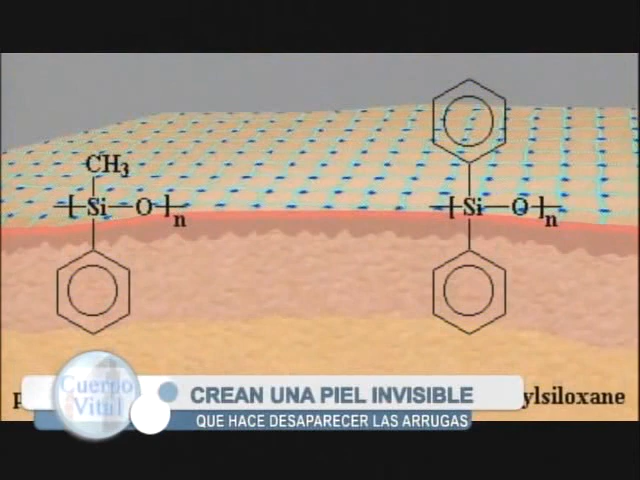 CH3
[Si—O]n
[Si—O]n
p
ylsiloxane
Cuerpo
Vital
CREAN UNA PIEL INVISIBLE
QUE HACE DESAPARECER LAS ARRUGAS